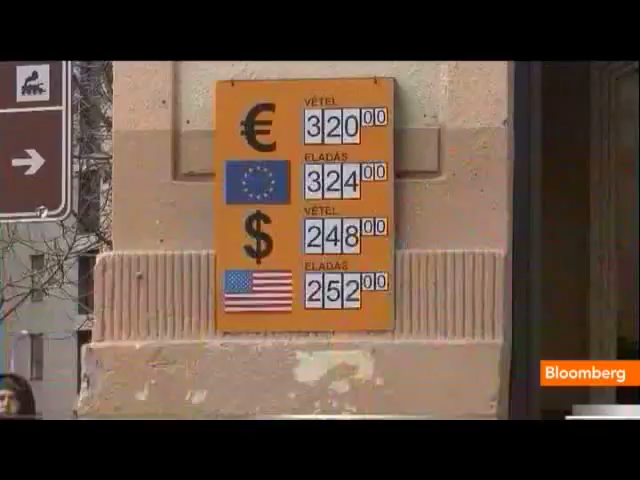 €
VÉTEL
320 00
ELADÁS
324 00
$
VÉTEL
248 00
ELADÁS
252 00
Bloomberg